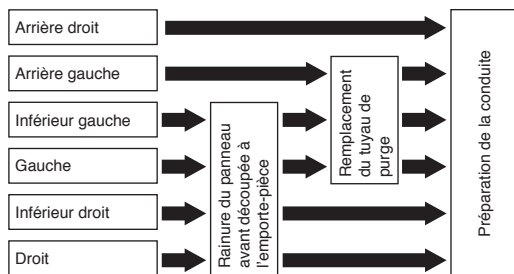 Arrière droit
Arrière gauche
Inférieur gauche
Gauche
Inférieur droit
Droit
Rainure du panneau
avant découpée à
l'emporte-pièce
Remplacement
du tuyau de
purge
Préparation de la conduite